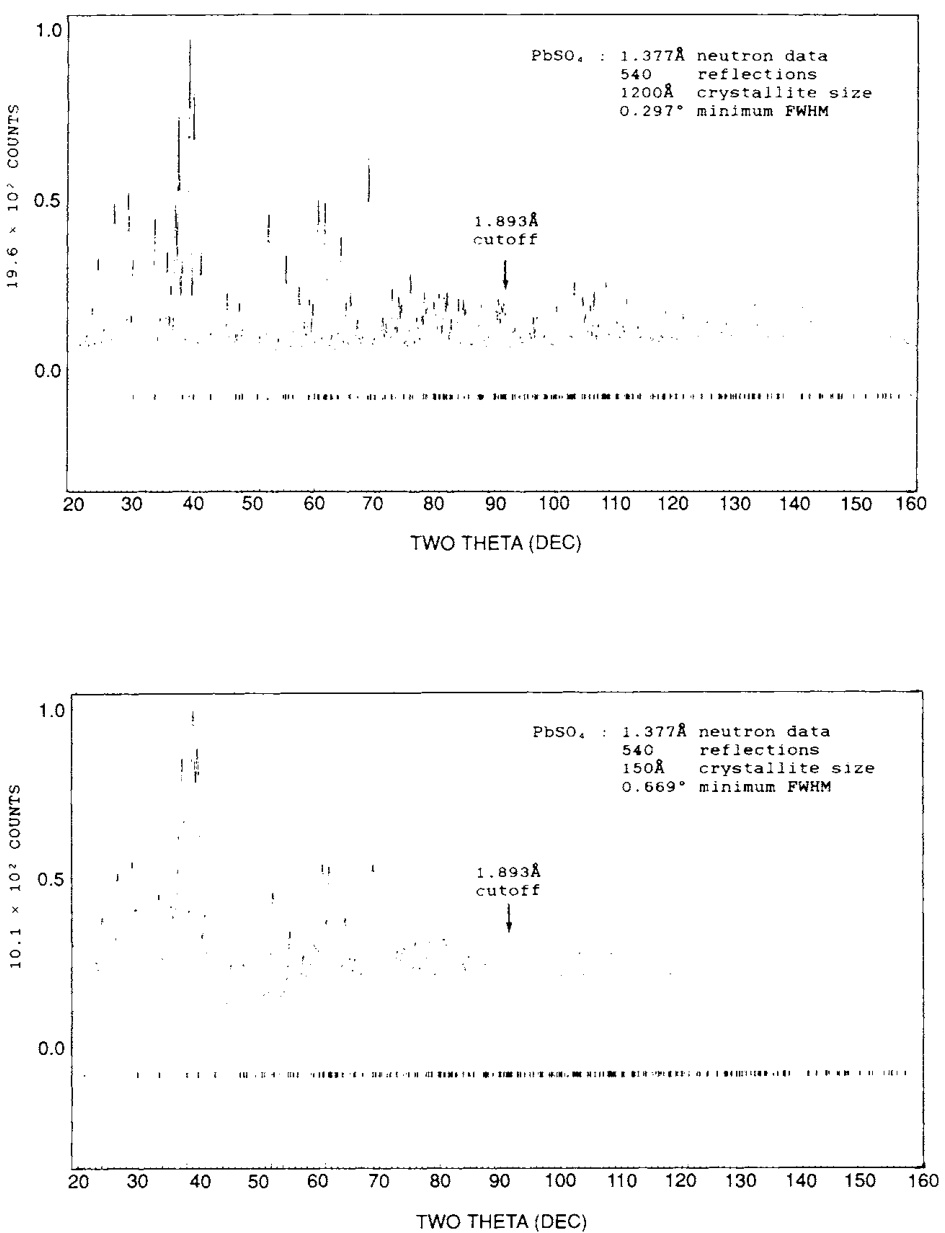 1.0
0.5
0.0
19.6 × 10² COUNTS
PbSO₄ : 1.377Å neutron data
540 reflections
1200Å crystallite size
0.297° minimum FWHM
1.893Å
cutoff
20 30 40 50 60 70 80 90 100 110 120 130 140 150 160
TWO THETA (DEC)
1.0
0.5
0.0
10.1 × 10² COUNTS
PbSO₄ : 1.377Å neutron data
540 reflections
150Å crystallite size
0.669° minimum FWHM
1.893Å
cutoff
20 30 40 50 60 70 80 90 100 110 120 130 140 150 160
TWO THETA (DEC)